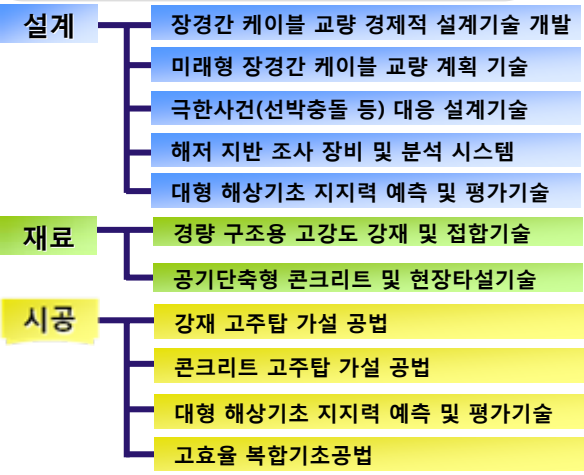 설계
장경간 케이블 교량 경제적 설계기술 개발
미래형 장경간 케이블 교량 계획 기술
극한사건(선박충돌 등) 대응 설계기술
해저 지반 조사 장비 및 분석 시스템
대형 해상기초 지지력 예측 및 평가기술
재료
경량 구조용 고강도 강재 및 접합기술
공기단축형 콘크리트 및 현장타설기술
시공
강재 고주탑 가설 공법
콘크리트 고주탑 가설 공법
대형 해상기초 지지력 예측 및 평가기술
고효율 복합기초공법